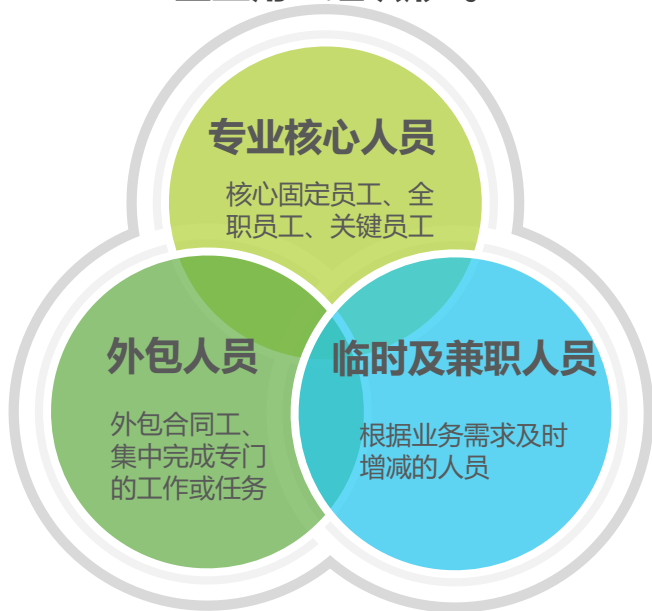 专业核心人员
核心固定员工、全
职员工、关键员工
外包人员
外包合同工、
集中完成专门
的工作或任务
临时及兼职人员
根据业务需求及时
增减的人员